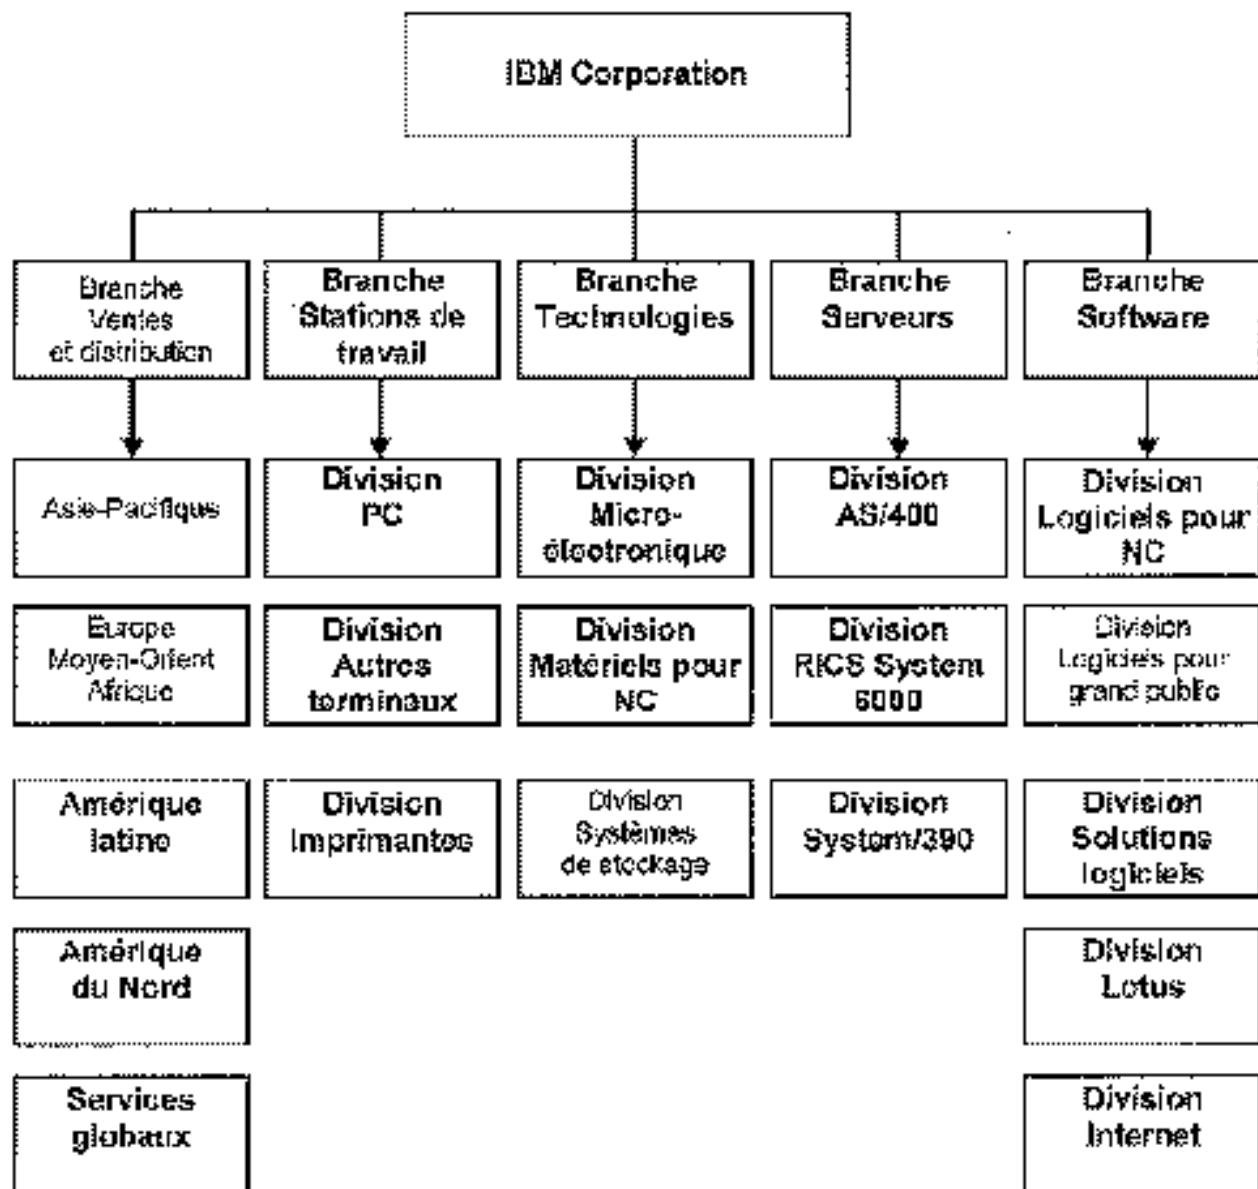 IBM Corporation
Branche
Ventes
et distribution
Branche
Stations de
travail
Branche
Technologies
Branche
Serveurs
Branche
Software
Asie-Pacifique
Division
PC
Division
Micro-
électronique
Division
AS/400
Division
Logiciels pour
NC
Europe
Moyen-Orient
Afrique
Division
Autres
terminaux
Division
Matériels pour
NC
Division
RICS System
6000
Division
Logiciels pour
grand public
Amérique
latine
Division
Imprimantes
Division
Systèmes
de stockage
Division
System/390
Division
Solutions
logiciels
Amérique
du Nord
Division
Lotus
Services
globaux
Division
Internet